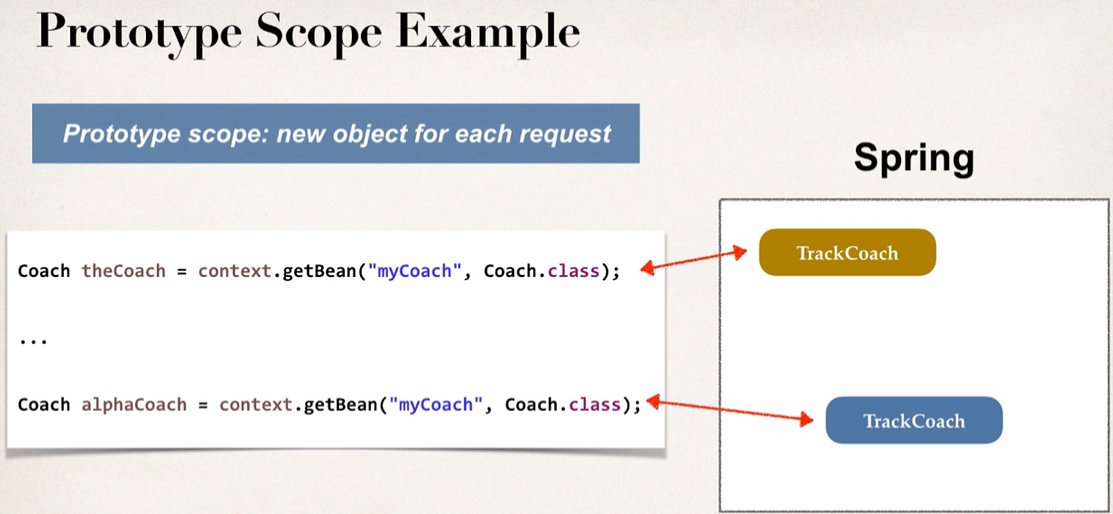 Prototype Scope Example
Prototype scope: new object for each request
Spring
Coach theCoach = context.getBean("myCoach", Coach.class);
TrackCoach
...
Coach alphaCoach = context.getBean("myCoach", Coach.class);
TrackCoach